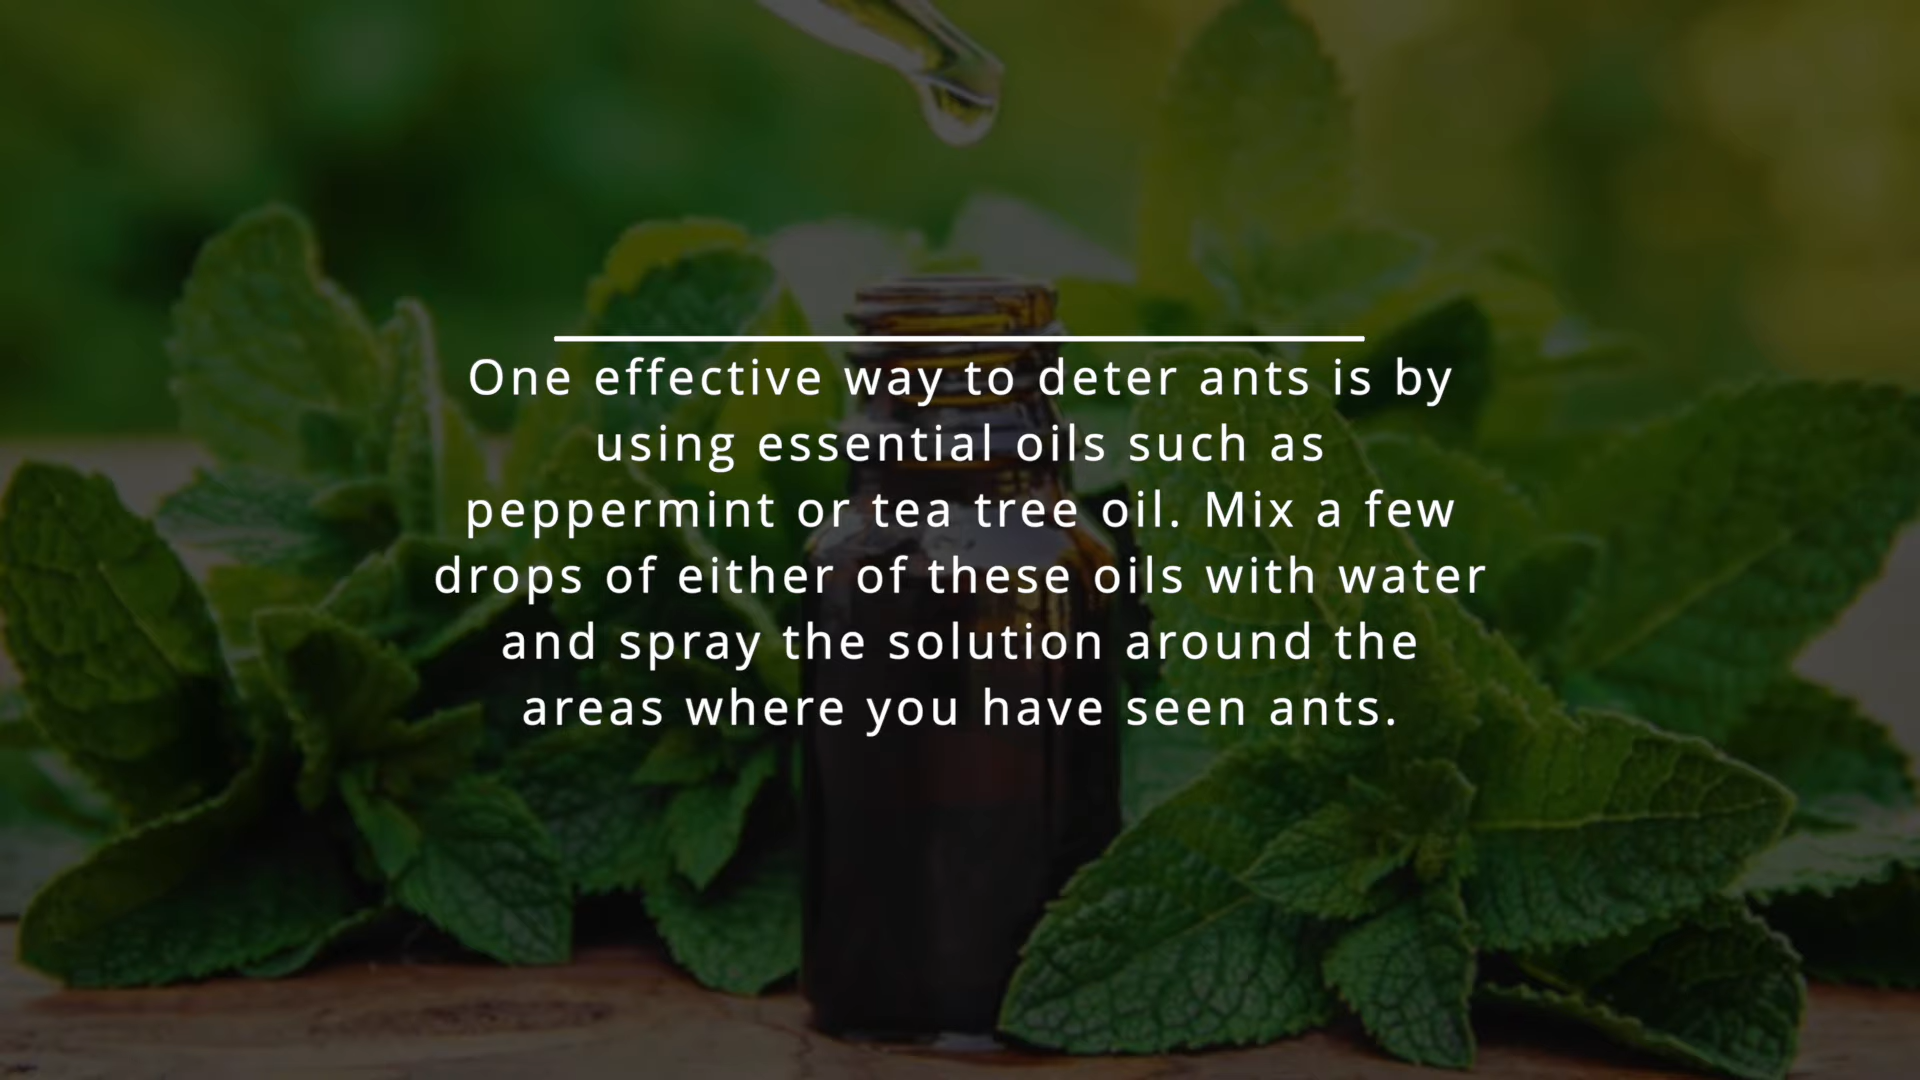 One effective way to deter ants is by
using essential oils such as
peppermint or tea tree oil. Mix a few
drops of either of these oils with water
and spray the solution around the
areas where you have seen ants.